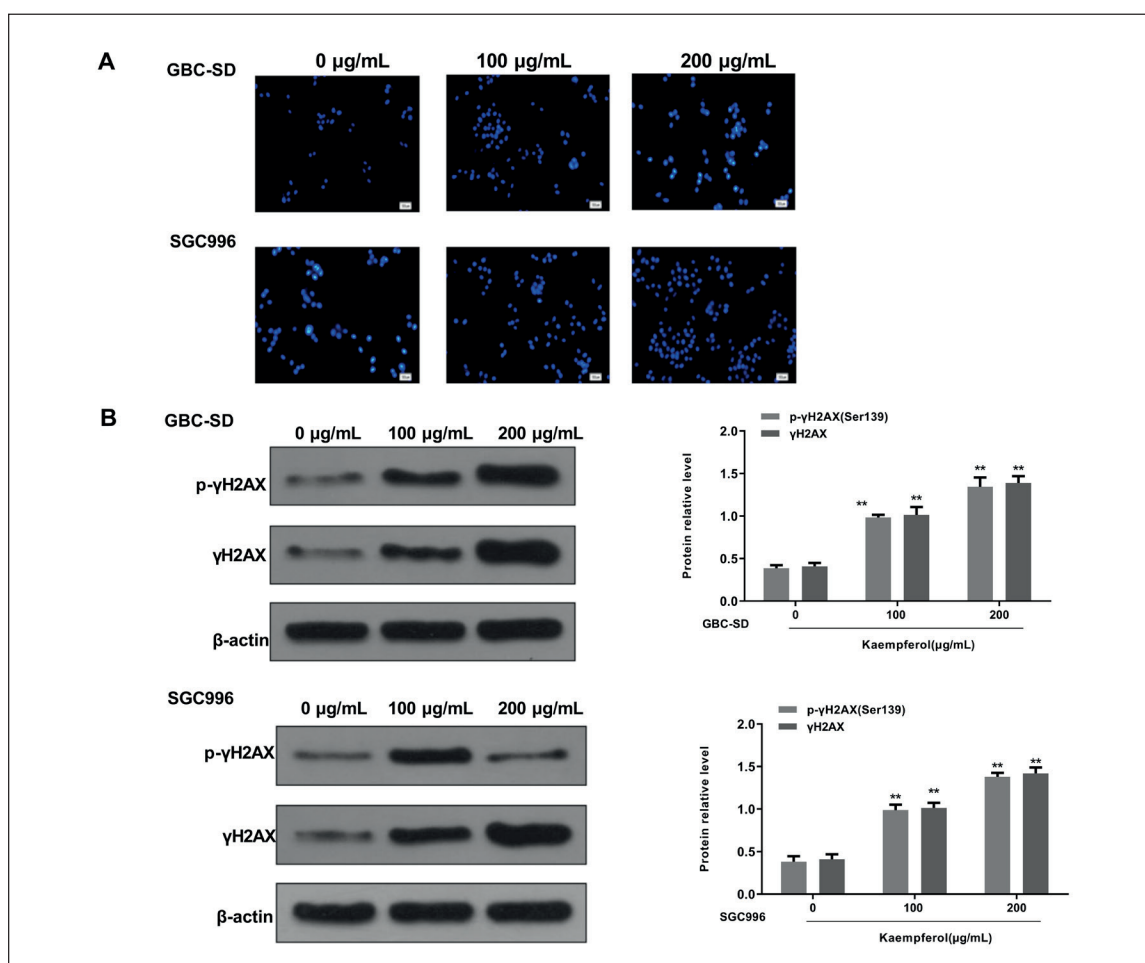 A
GBC-SD
0 µg/mL 100 µg/mL 200 µg/mL
SGC996
B
GBC-SD
0 µg/mL 100 µg/mL 200 µg/mL
p-γH2AX
γH2AX
β-actin
p-γH2AX(Ser139)
γH2AX
Protein relative level
2.0
1.5
1.0
0.5
0.0
** ** ** **
0 100 200
GBC-SD
Kaempferol(µg/mL)
SGC996
0 µg/mL 100 µg/mL 200 µg/mL
p-γH2AX
γH2AX
β-actin
p-γH2AX(Ser139)
γH2AX
Protein relative level
2.0
1.5
1.0
0.5
0.0
** ** ** **
0 100 200
SGC996
Kaempferol(µg/mL)